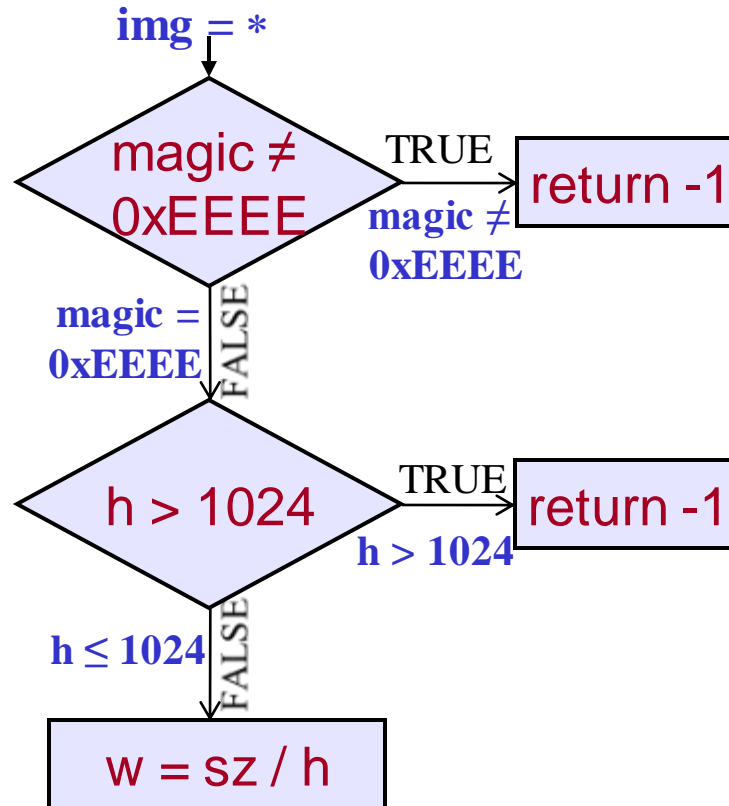 img = *
magic ≠
0xEEEE
TRUE
return -1
magic ≠
0xEEEE
magic =
0xEEEE
FALSE
h > 1024
TRUE
return -1
h > 1024
h ≤ 1024
FALSE
w = sz / h